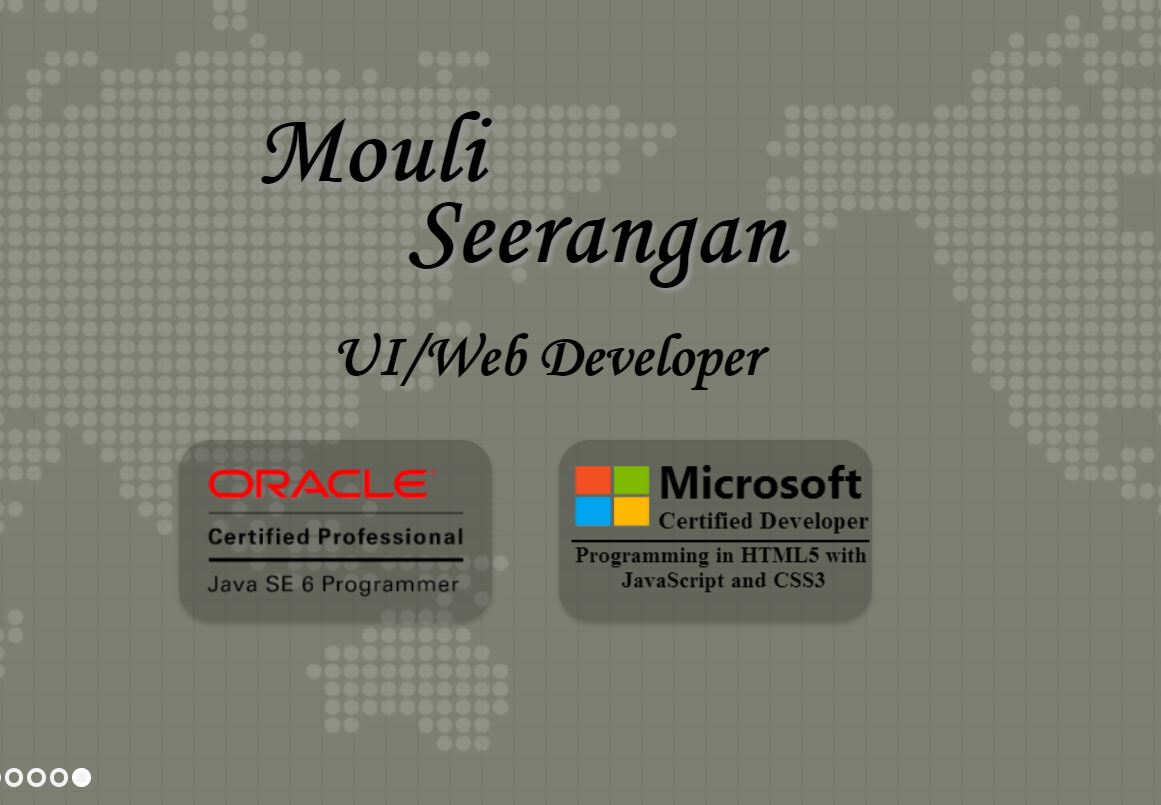 Mouli
Seerangan
UI/Web Developer
ORACLE
Certified Professional
Java SE 6 Programmer
Microsoft
Certified Developer
Programming in HTML5 with
JavaScript and CSS3